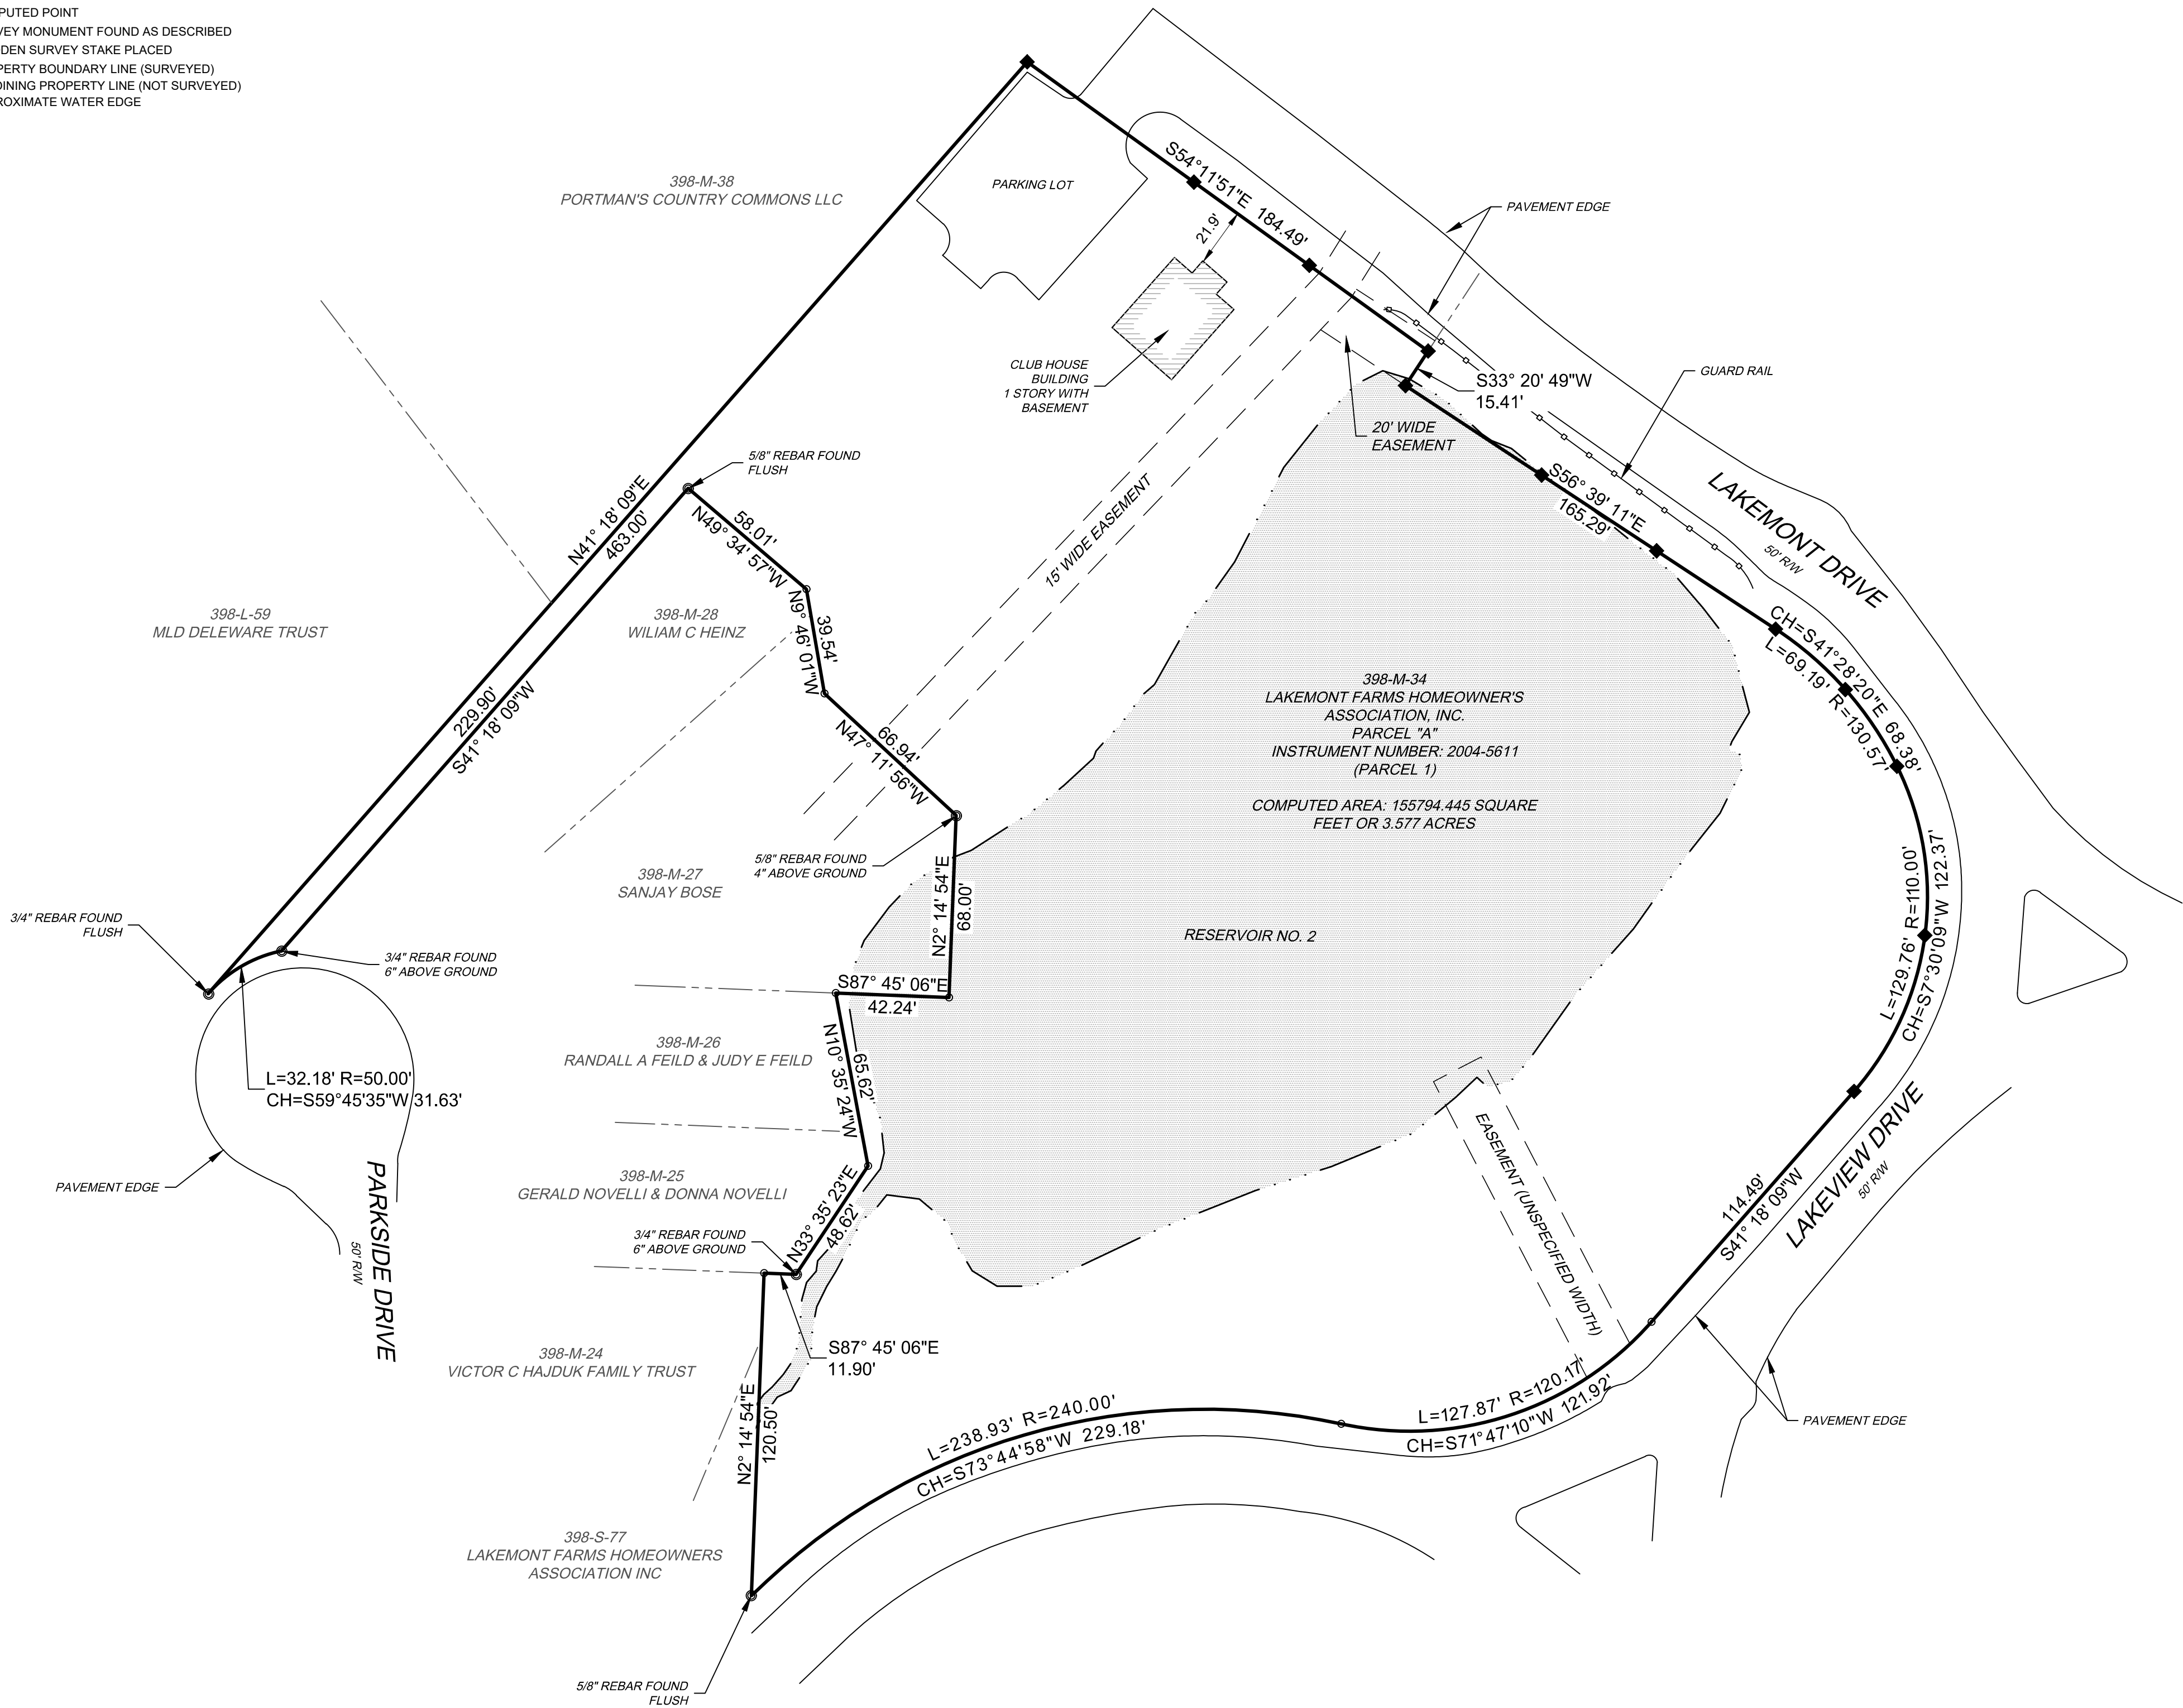 PUTED POINT
VEY MONUMENT FOUND AS DESCRIBED
DEN SURVEY STAKE PLACED
PERTY BOUNDARY LINE (SURVEYED)
OINING PROPERTY LINE (NOT SURVEYED)
ROXIMATE WATER EDGE
398-M-38
PORTMAN'S COUNTRY COMMONS LLC
PARKING LOT
S54°11'51"E 184.49'
21.9'
PAVEMENT EDGE
CLUB HOUSE
BUILDING
1 STORY WITH
BASEMENT
S33° 20' 49"W
15.41'
GUARD RAIL
20' WIDE
EASEMENT
5/8" REBAR FOUND
FLUSH
N41° 18' 09"E
463.00'
58.01'
N49° 34' 57"W
15' WIDE EASEMENT
S56° 39' 11"E
165.29'
LAKEMONT DRIVE
50' R/W
398-L-59
MLD DELEWARE TRUST
398-M-28
WILIAM C HEINZ
39.54'
N9° 46' 01"W
CH=S41°28'20"E 68.38'
L=69.19' R=130.57'
229.90'
S41° 18' 09"W
66.94'
N47° 11' 56"W
398-M-34
LAKEMONT FARMS HOMEOWNER'S
ASSOCIATION, INC.
PARCEL "A"
INSTRUMENT NUMBER: 2004-5611
(PARCEL 1)
COMPUTED AREA: 155794.445 SQUARE
FEET OR 3.577 ACRES
5/8" REBAR FOUND
4" ABOVE GROUND
398-M-27
SANJAY BOSE
N2° 14' 54"E
68.00'
L=129.76' R=110.00'
CH=S7°30'09"W 122.37'
3/4" REBAR FOUND
FLUSH
3/4" REBAR FOUND
6" ABOVE GROUND
RESERVOIR NO. 2
S87° 45' 06"E
42.24'
398-M-26
RANDALL A FEILD & JUDY E FEILD
65.62'
N10° 35' 24"W
L=32.18' R=50.00'
CH=S59°45'35"W 31.63'
EASEMENT (UNSPECIFIED WIDTH)
LAKEVIEW DRIVE
50' R/W
114.49'
S41° 18' 09"W
PAVEMENT EDGE
PARKSIDE DRIVE
50' R/W
398-M-25
GERALD NOVELLI & DONNA NOVELLI
N33° 35' 23"E
48.62'
3/4" REBAR FOUND
6" ABOVE GROUND
S87° 45' 06"E
11.90'
398-M-24
VICTOR C HAJDUK FAMILY TRUST
N2° 14' 54"E
120.50'
L=238.93' R=240.00'
CH=S73°44'58"W 229.18'
L=127.87' R=120.17'
CH=S71°47'10"W 121.92'
PAVEMENT EDGE
398-S-77
LAKEMONT FARMS HOMEOWNERS
ASSOCIATION INC
5/8" REBAR FOUND
FLUSH